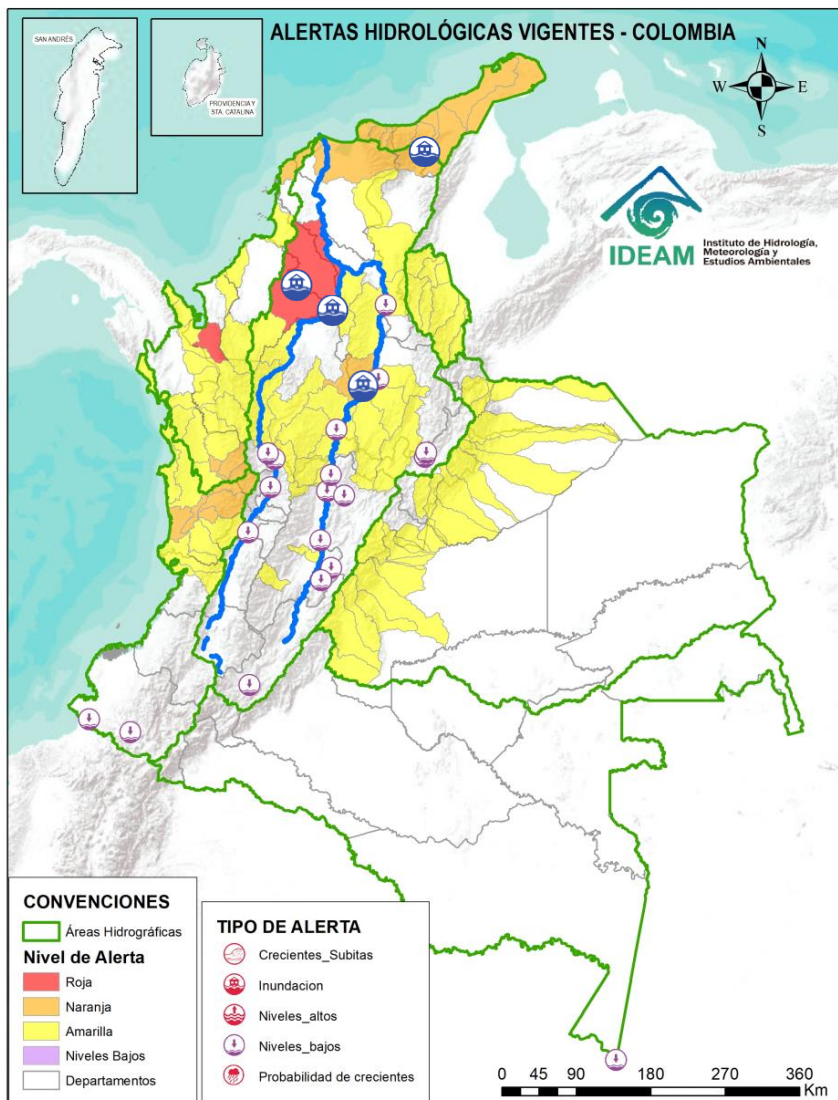 ALERTAS HIDROLÓGICAS VIGENTES - COLOMBIA
SAN ANDRÉS
PROVIDENCIA Y
STA. CATALINA
N
W
E
S
IDEAM
Instituto de Hidrología,
Meteorología y
Estudios Ambientales
CONVENCIONES
Áreas Hidrográficas
Nivel de Alerta
Roja
Naranja
Amarilla
Niveles Bajos
Departamentos
TIPO DE ALERTA
Crecientes_Subitas
Inundacion
Niveles_altos
Niveles_bajos
Probabilidad de crecientes
0 45 90 180 270 360
Km